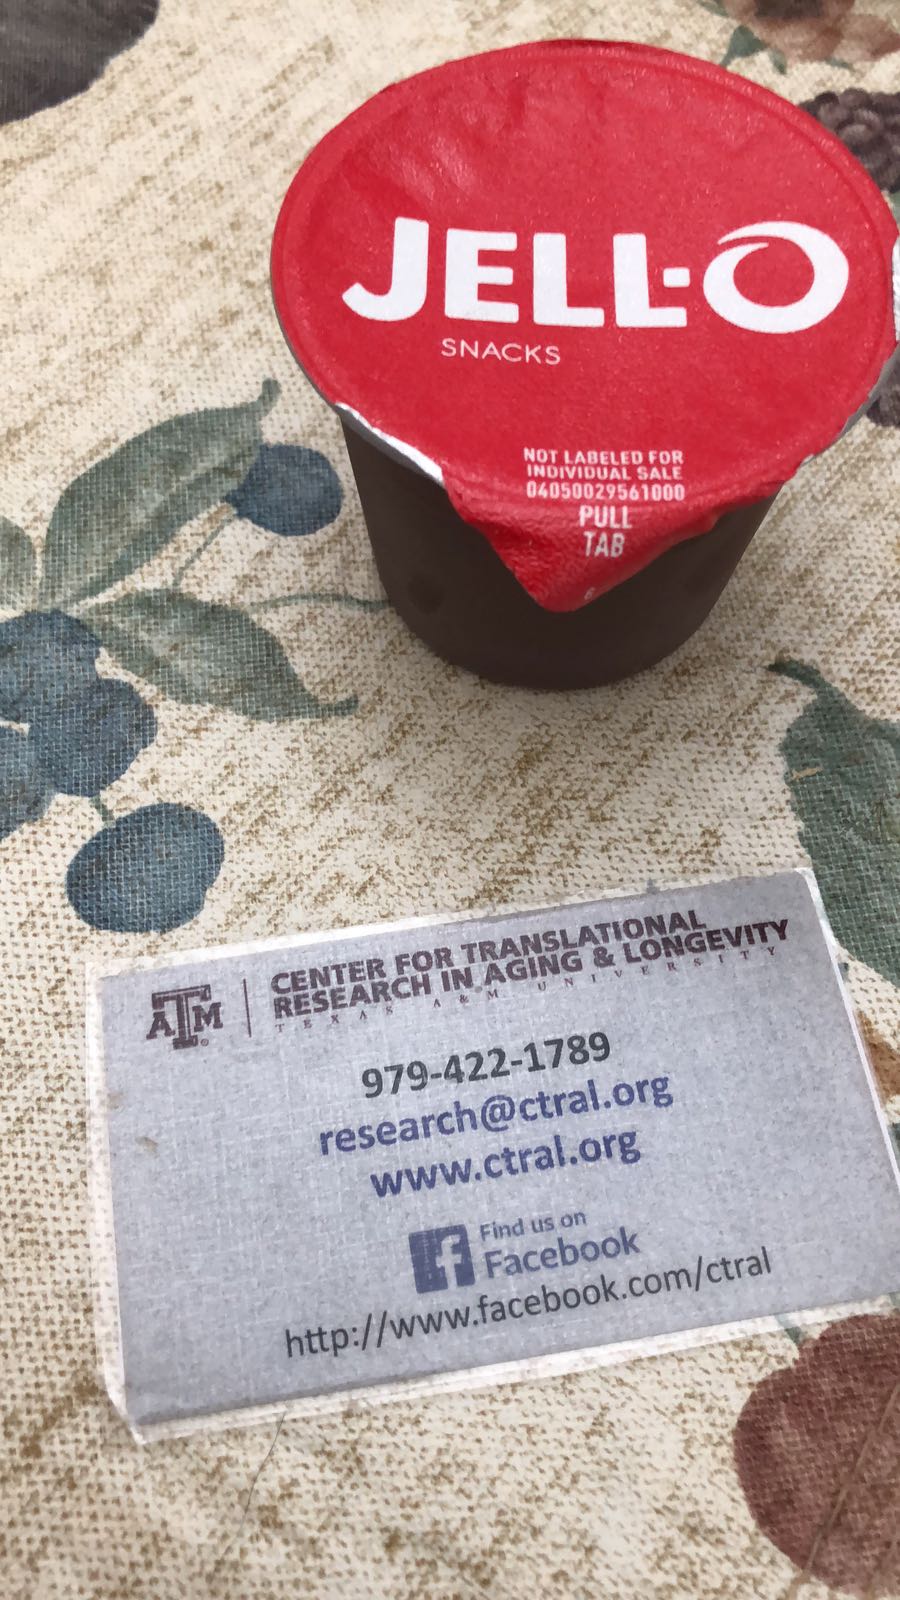 JELL-O
SNACKS
NOT LABELED FOR
INDIVIDUAL SALE
04050029561000
PULL
TAB
6
ATM
CENTER FOR TRANSLATIONAL
RESEARCH IN AGING & LONGEVITY
TEXAS A&M UNIVERSITY
979-422-1789
research@ctral.org
www.ctral.org
f
Find us on
Facebook
http://www.facebook.com/ctral